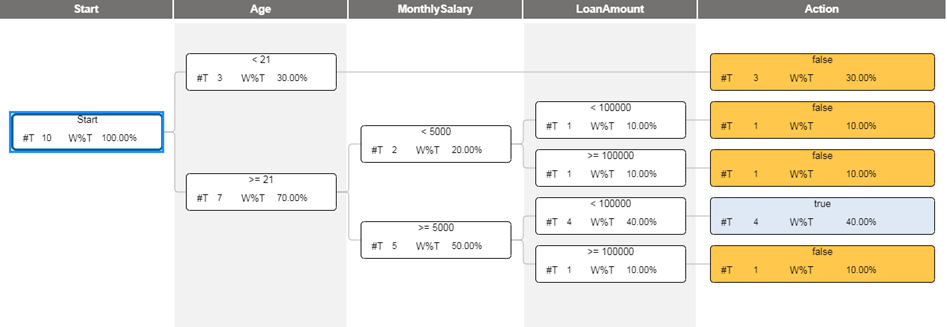 Start Age MonthlySalary LoanAmount Action
< 21
#T 3 W%T 30.00%
false
#T 3 W%T 30.00%
Start
#T 10 W%T 100.00%
< 100000
#T 1 W%T 10.00%
false
#T 1 W%T 10.00%
< 5000
#T 2 W%T 20.00%
>= 100000
#T 1 W%T 10.00%
false
#T 1 W%T 10.00%
>= 21
#T 7 W%T 70.00%
< 100000
#T 4 W%T 40.00%
true
#T 4 W%T 40.00%
>= 5000
#T 5 W%T 50.00%
>= 100000
#T 1 W%T 10.00%
false
#T 1 W%T 10.00%